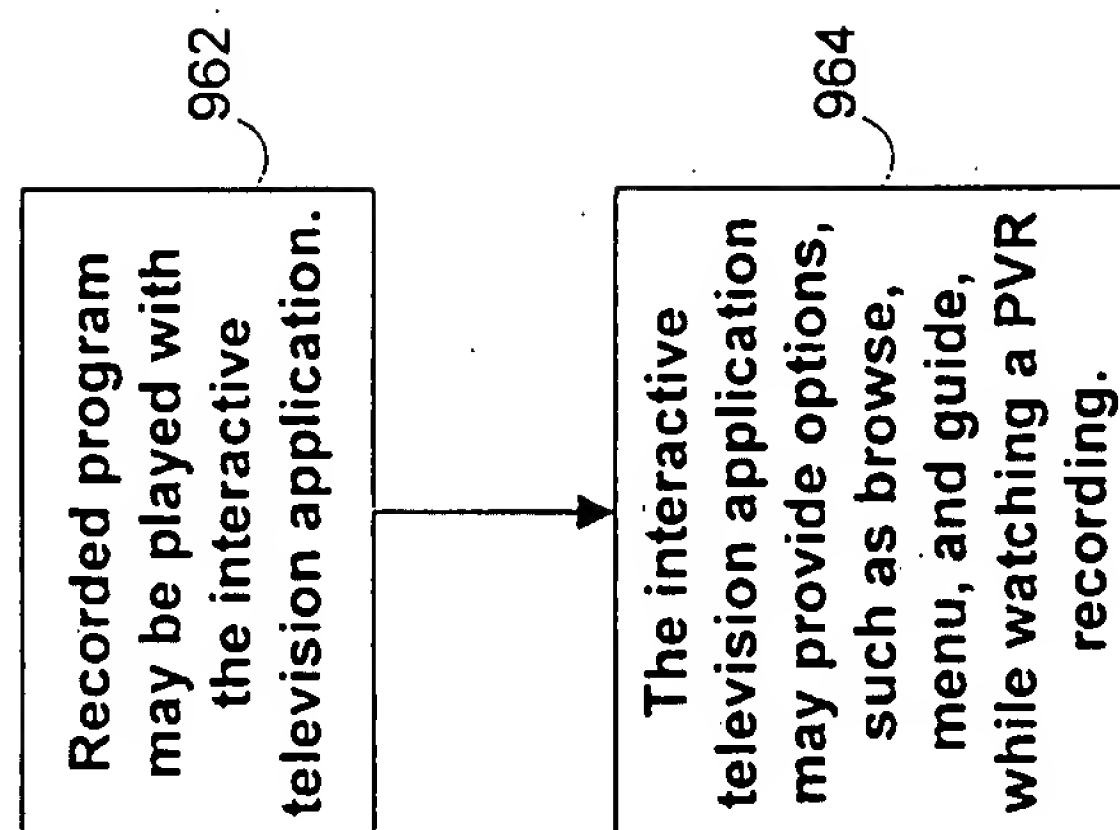 Recorded program
may be played with
the interactive
television application.
962
The interactive
television application
may provide options,
such as browse,
menu, and guide,
while watching a PVR
recording.
964